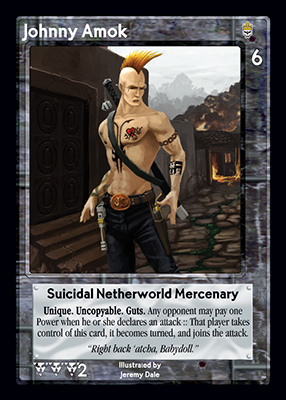 Johnny Amok
6
Suicidal Netherworld Mercenary
Unique. Uncopyable. Guts. Any opponent may pay one
Power when he or she declares an attack :: That player takes
control of this card, it becomes turned, and joins the attack.
“Right back ‘atcha, Babydoll.”
2
Illustrated by
Jeremy Dale